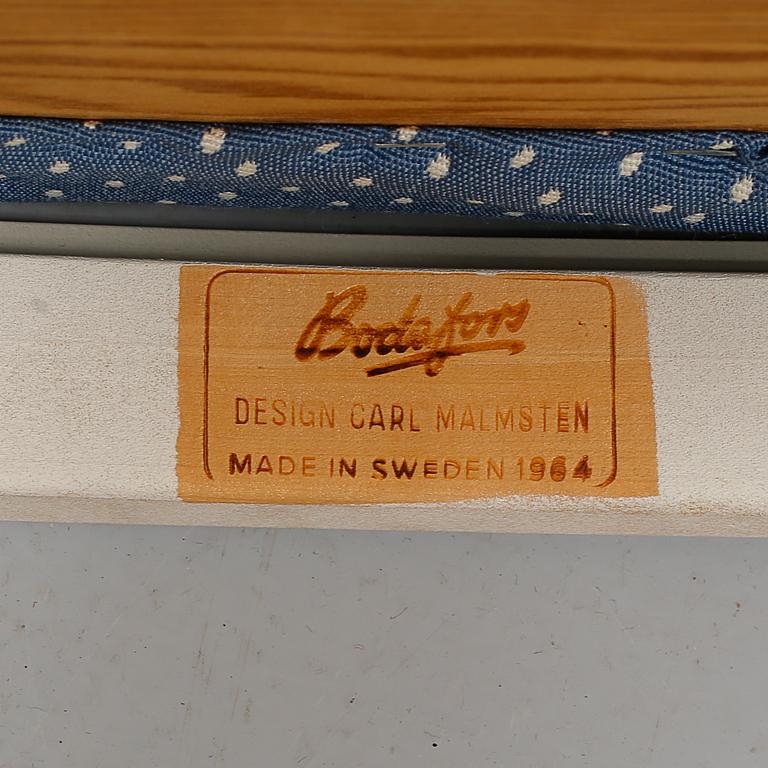 Bodafors
DESIGN CARL MALMSTEN
MADE IN SWEDEN 1964